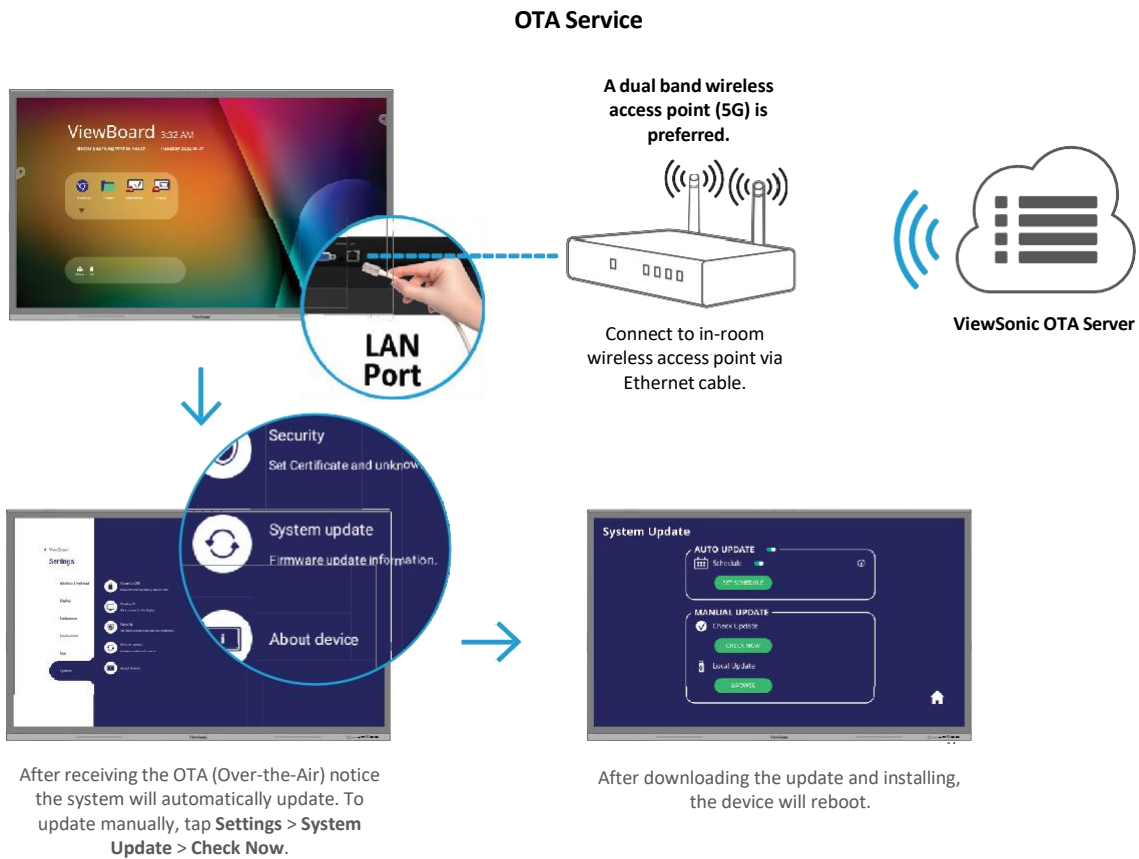 OTA Service
ViewBoard 3:32 AM
A dual band wireless
access point (5G) is
preferred.
LAN
Port
Connect to in-room
wireless access point via
Ethernet cable.
ViewSonic OTA Server
Security
Set Certificate and unknow
System update
Firmware update information.
About device
Settings
System Update
AUTO UPDATE
Schedule
SET SCHEDULE
MANUAL UPDATE
Check Update
CHECK NOW
Local Update
BROWSE
After receiving the OTA (Over-the-Air) notice
the system will automatically update. To
update manually, tap Settings > System
Update > Check Now.
After downloading the update and installing,
the device will reboot.